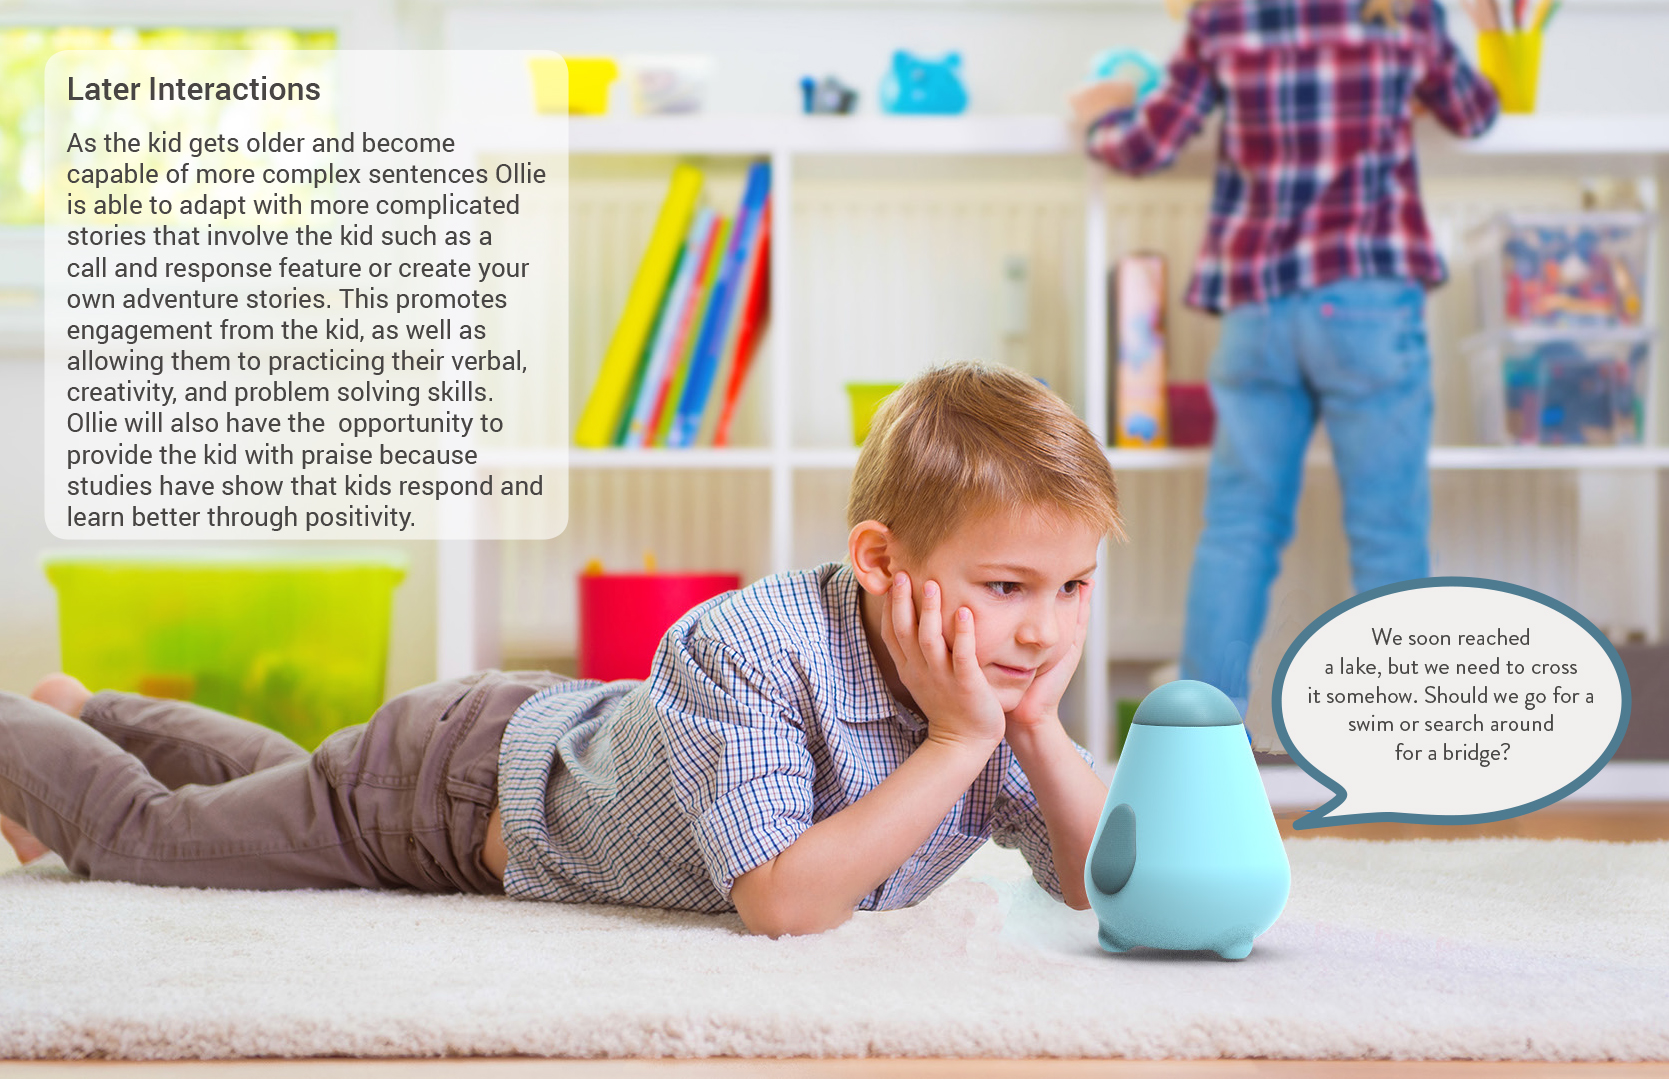 Later Interactions
As the kid gets older and become
capable of more complex sentences Ollie
is able to adapt with more complicated
stories that involve the kid such as a
call and response feature or create your
own adventure stories. This promotes
engagement from the kid, as well as
allowing them to practicing their verbal,
creativity, and problem solving skills.
Ollie will also have the  opportunity to
provide the kid with praise because
studies have show that kids respond and
learn better through positivity.
We soon reached
a lake, but we need to cross
it somehow. Should we go for a
swim or search around
for a bridge?